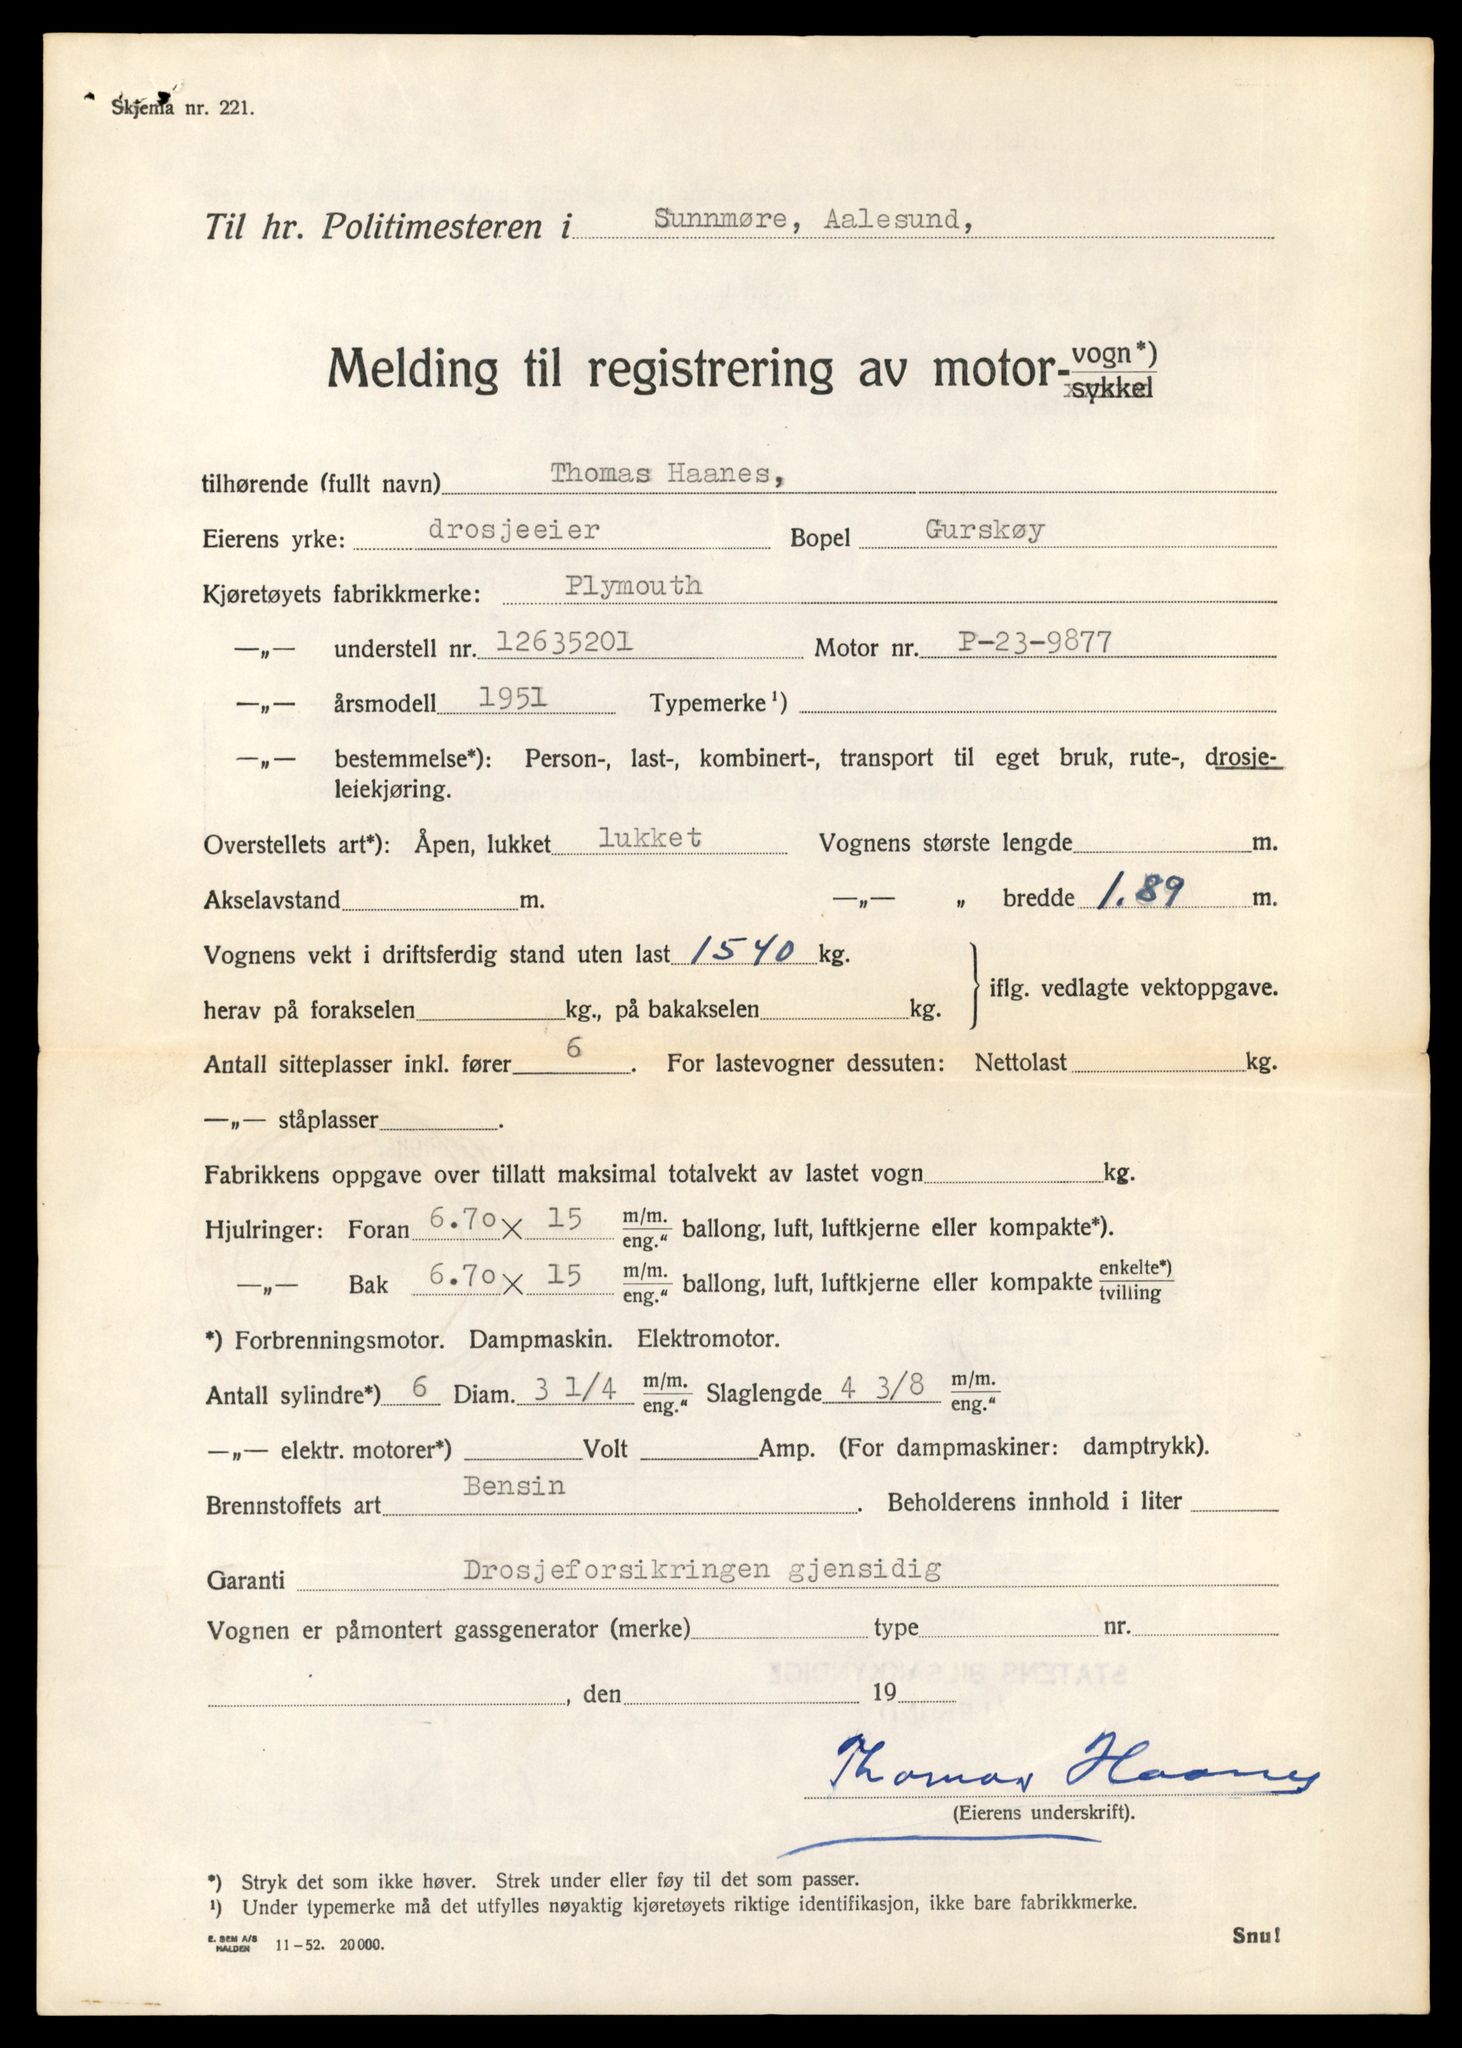 Skjema nr. 221.
Til hr. Politimesteren i Sunnmøre, Aalesund,
Melding til registrering av motor-vogn*)
sykkel
tilhørende (fullt navn) Thomas Haanes,
Eierens yrke: drosjeeier Bopel Gurskøy
Kjøretøyets fabrikkmerke: Plymouth
—„— understell nr. 12635201 Motor nr. P-23-9877
—„— årsmodell 1951 Typemerke ¹)
—„— bestemmelse*): Person-, last-, kombinert-, transport til eget bruk, rute-, drosje-
leiekjøring.
Overstellets art*): Åpen, lukket lukket Vognens største lengde m.
Akselavstand m. —„— „ bredde 1.89 m.
Vognens vekt i driftsferdig stand uten last 1540 kg.
iflg. vedlagte vektoppgave.
herav på forakselen kg., på bakakselen kg.
Antall sitteplasser inkl. fører 6. For lastevogner dessuten: Nettolast kg.
—„— ståplasser .
Fabrikkens oppgave over tillatt maksimal totalvekt av lastet vogn kg.
Hjulringer: Foran 6.70 X 15 m/m. eng.“ ballong, luft, luftkjerne eller kompakte*).
—„— Bak 6.70 X 15 m/m. eng.“ ballong, luft, luftkjerne eller kompakte enkelte*) tvilling
*) Forbrenningsmotor. Dampmaskin. Elektromotor.
Antall sylindre*) 6 Diam. 3 1/4 m/m. eng.“ Slaglengde 4 3/8 m/m. eng.“
—„— elektr. motorer*) Volt Amp. (For dampmaskiner: damptrykk).
Brennstoffets art Bensin . Beholderens innhold i liter
Garanti Drosjeforsikringen gjensidig
Vognen er påmontert gassgenerator (merke) type nr.
, den 19
Thomas Haanes
(Eierens underskrift).
*) Stryk det som ikke høver. Strek under eller føy til det som passer.
¹) Under typemerke må det utfylles nøyaktig kjøretøyets riktige identifikasjon, ikke bare fabrikkmerke.
E. SEM A/S
HALDEN 11-52. 20000.
Snu!